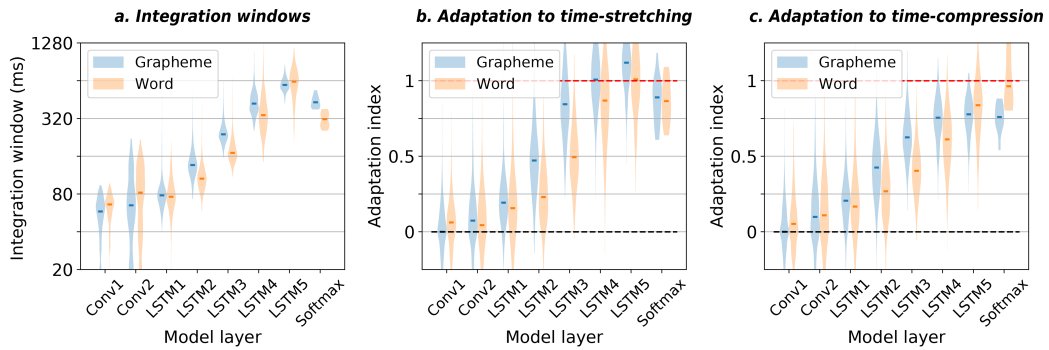 a. Integration windows
1280
320
80
20
Integration window (ms)
Grapheme
Word
Conv1
Conv2
LSTM1
LSTM2
LSTM3
LSTM4
LSTM5
Softmax
Model layer
b. Adaptation to time-stretching
1
0.5
0
Adaptation index
Grapheme
Word
Conv1
Conv2
LSTM1
LSTM2
LSTM3
LSTM4
LSTM5
Softmax
Model layer
c. Adaptation to time-compression
1
0.5
0
Adaptation index
Grapheme
Word
Conv1
Conv2
LSTM1
LSTM2
LSTM3
LSTM4
LSTM5
Softmax
Model layer